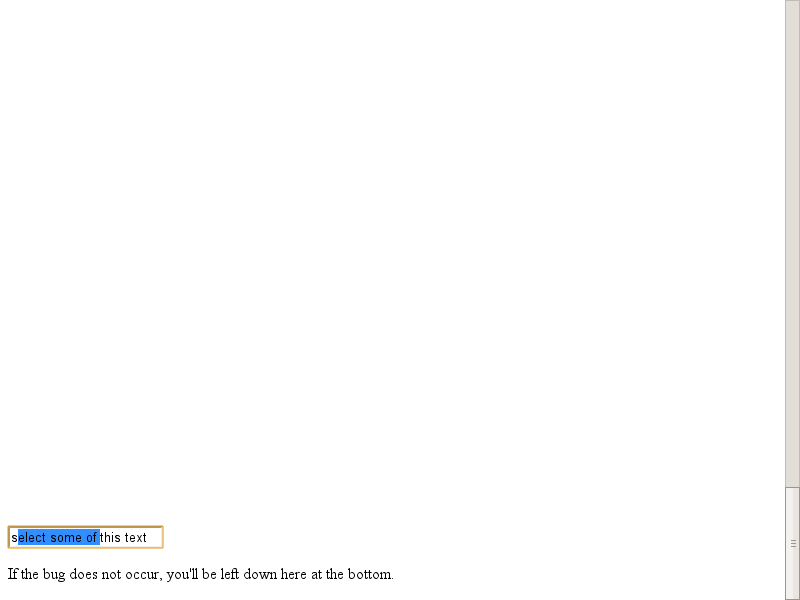 select some of this text
If the bug does not occur, you'll be left down here at the bottom.